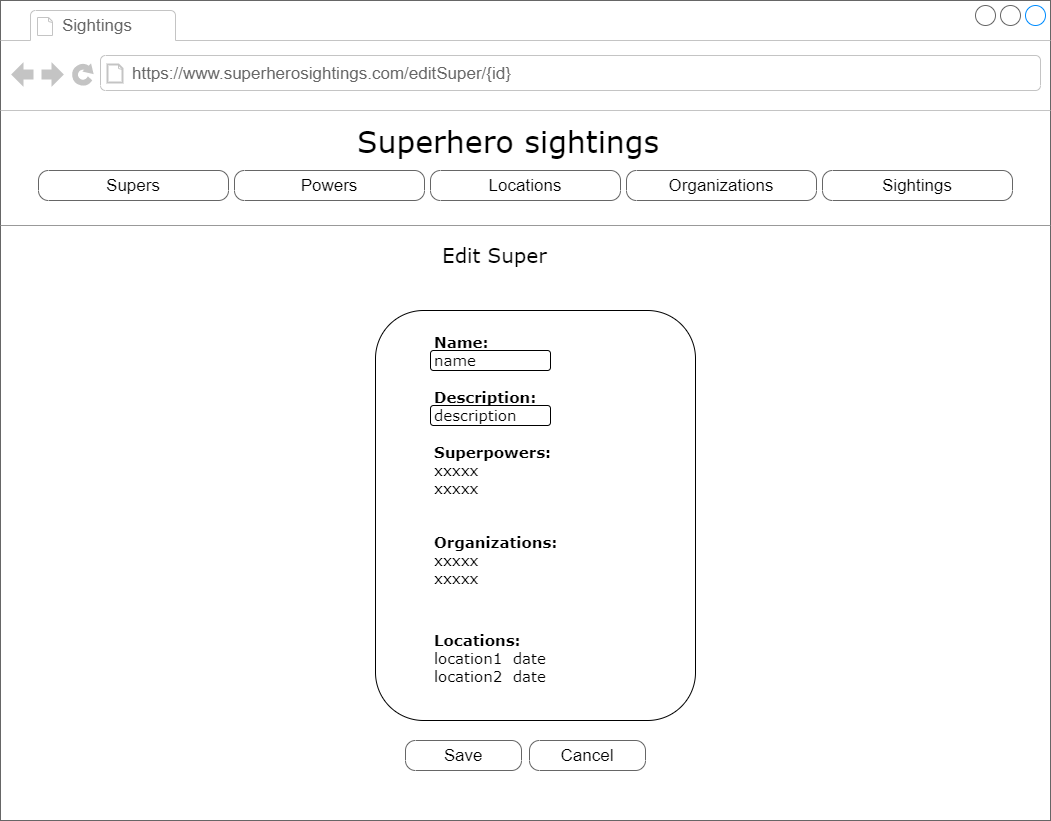 Sightings
https://www.superherosightings.com/editSuper/{id}
Superhero sightings
Supers Powers Locations Organizations Sightings
Edit Super
Name:
name
Description:
description
Superpowers:
xxxxx
xxxxx
Organizations:
xxxxx
xxxxx
Locations:
location1 date
location2 date
Save Cancel